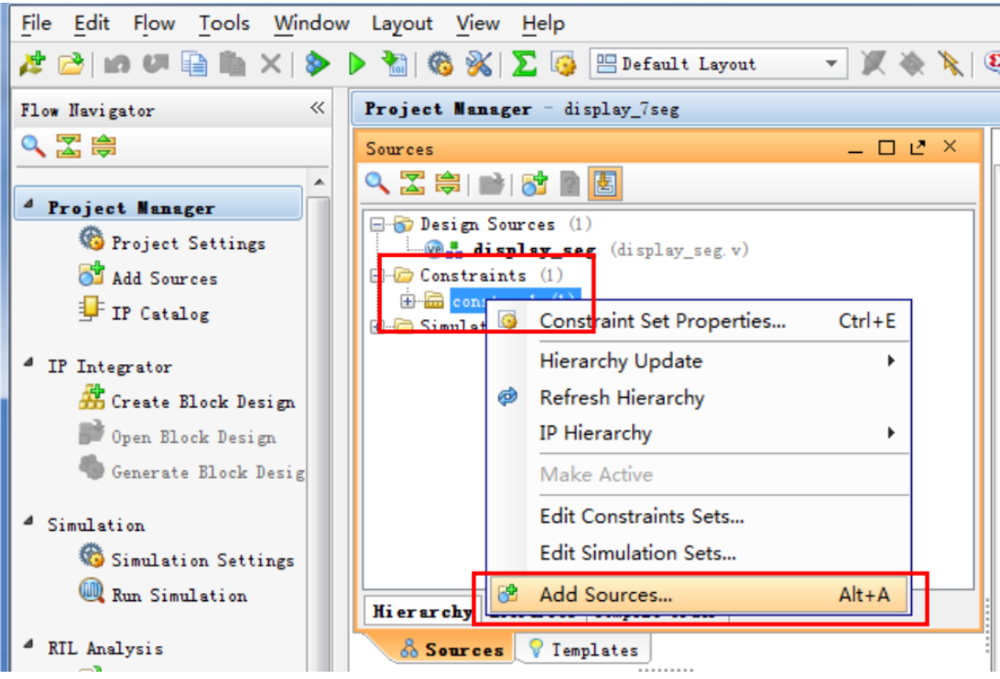 File Edit Flow Tools Window Layout View Help
Default Layout
Flow Navigator
Project Manager
Project Settings
Add Sources
IP Catalog
IP Integrator
Create Block Design
Open Block Design
Generate Block Desig
Simulation
Simulation Settings
Run Simulation
RTL Analysis
Project Manager - display_7seg
Sources
Design Sources (1)
display_seg (display_seg.v)
Constraints (1)
Simulat
Constraint Set Properties... Ctrl+E
Hierarchy Update
Refresh Hierarchy
IP Hierarchy
Make Active
Edit Constraints Sets...
Edit Simulation Sets...
Add Sources... Alt+A
Hierarchy
Sources Templates